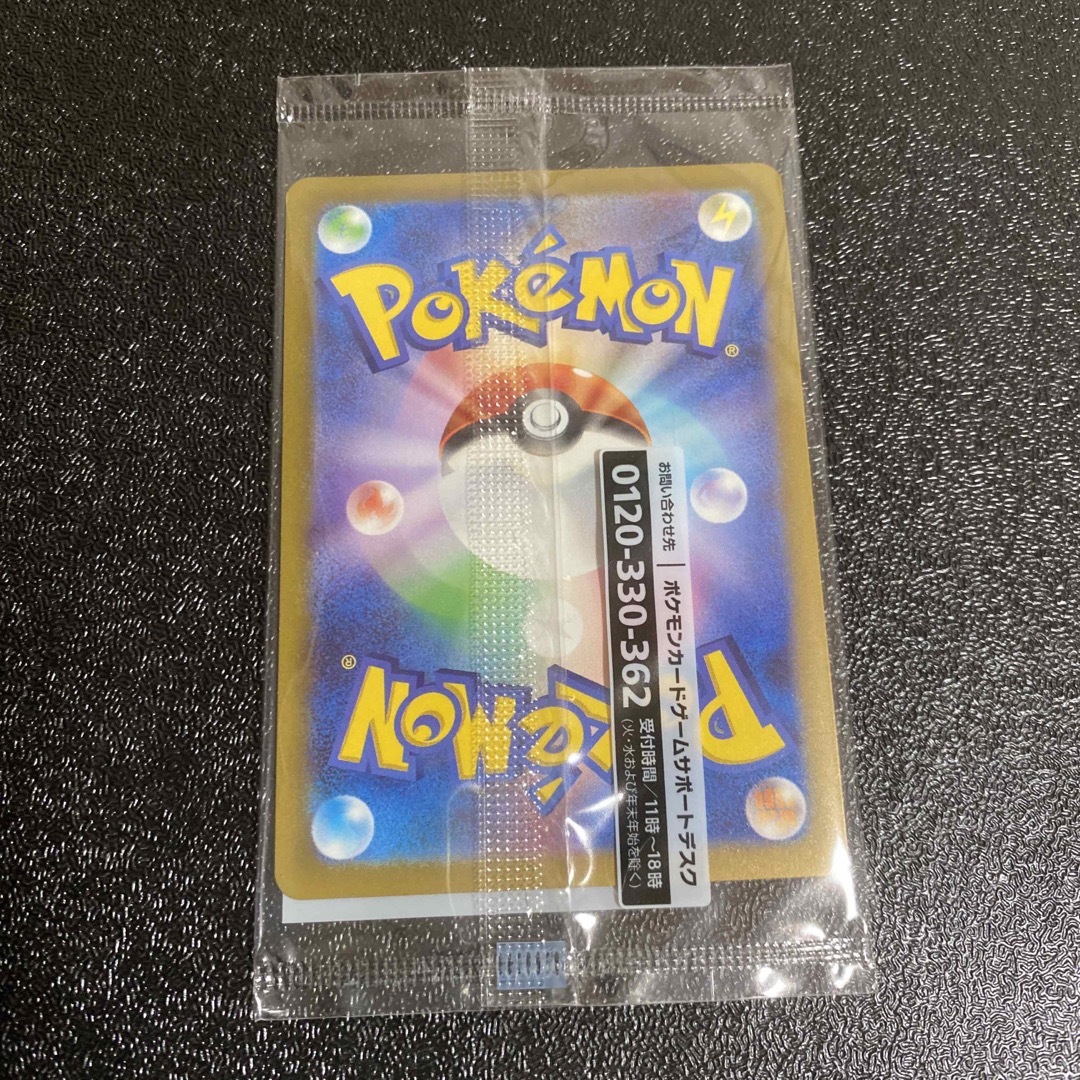 POKéMON
®
お問い合わせ先 | ポケモンカードゲームサポートデスク
0120-330-362 受付時間/11時~18時
(火・水および年末年始を除く)
POKéMON
®